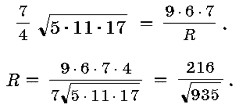 7/4 √(5·11·17) = 9·6·7/R .
R = 9·6·7·4/7√(5·11·17) = 216/√935 .